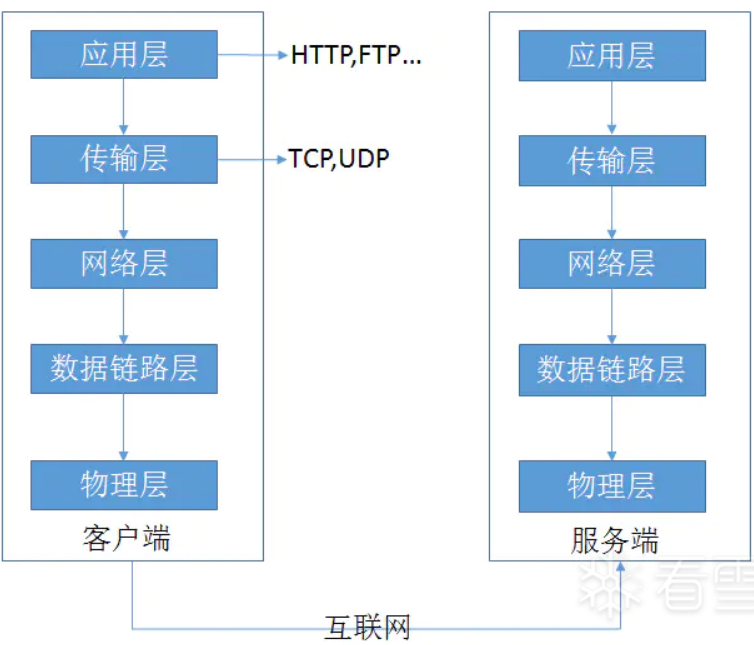 应用层
HTTP,FTP...
传输层
TCP,UDP
网络层
数据链路层
物理层
客户端
应用层
传输层
网络层
数据链路层
物理层
服务端
互联网
看雪